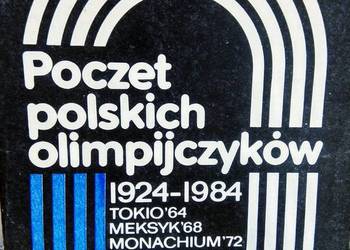 Poczet
polskich
olimpijczyków
1924-1984
TOKIO'64
MEKSYK'68
MONACHIUM'72